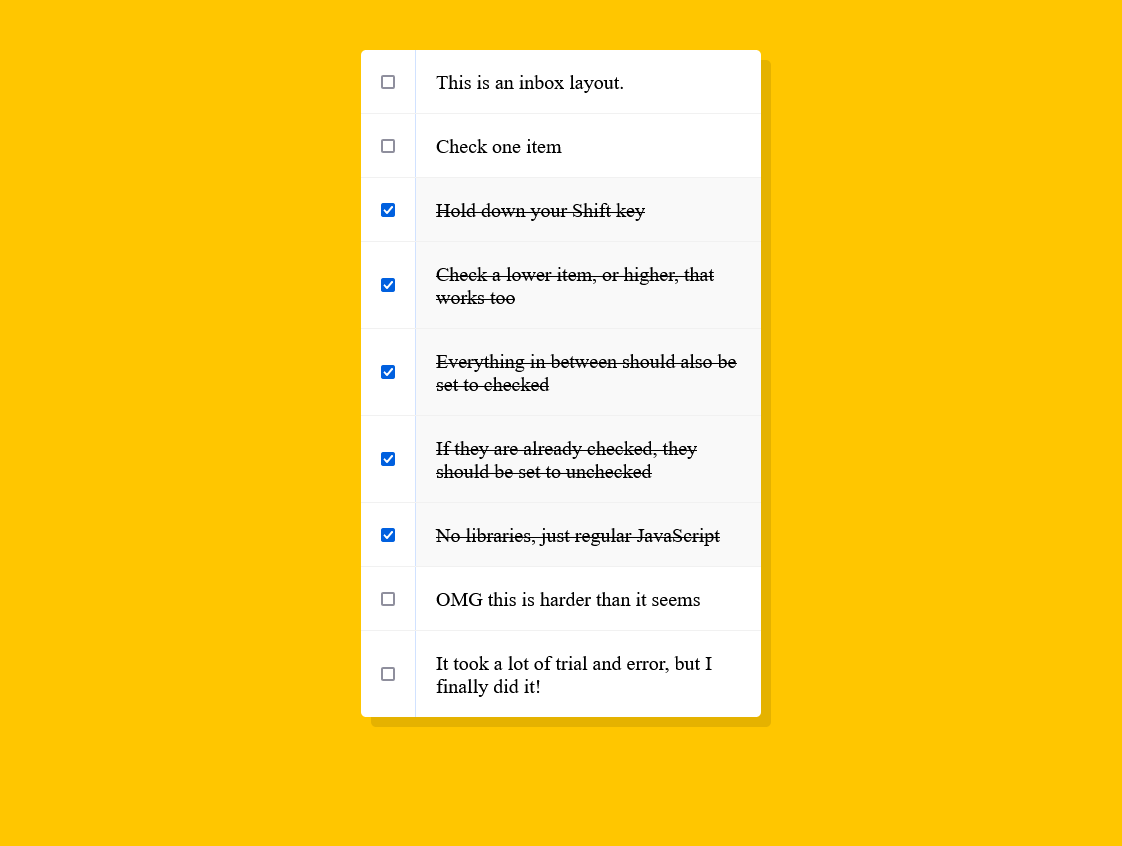 This is an inbox layout.
Check one item
Hold down your Shift key
Check a lower item, or higher, that
works too
Everything in between should also be
set to checked
If they are already checked, they
should be set to unchecked
No libraries, just regular JavaScript
OMG this is harder than it seems
It took a lot of trial and error, but I
finally did it!